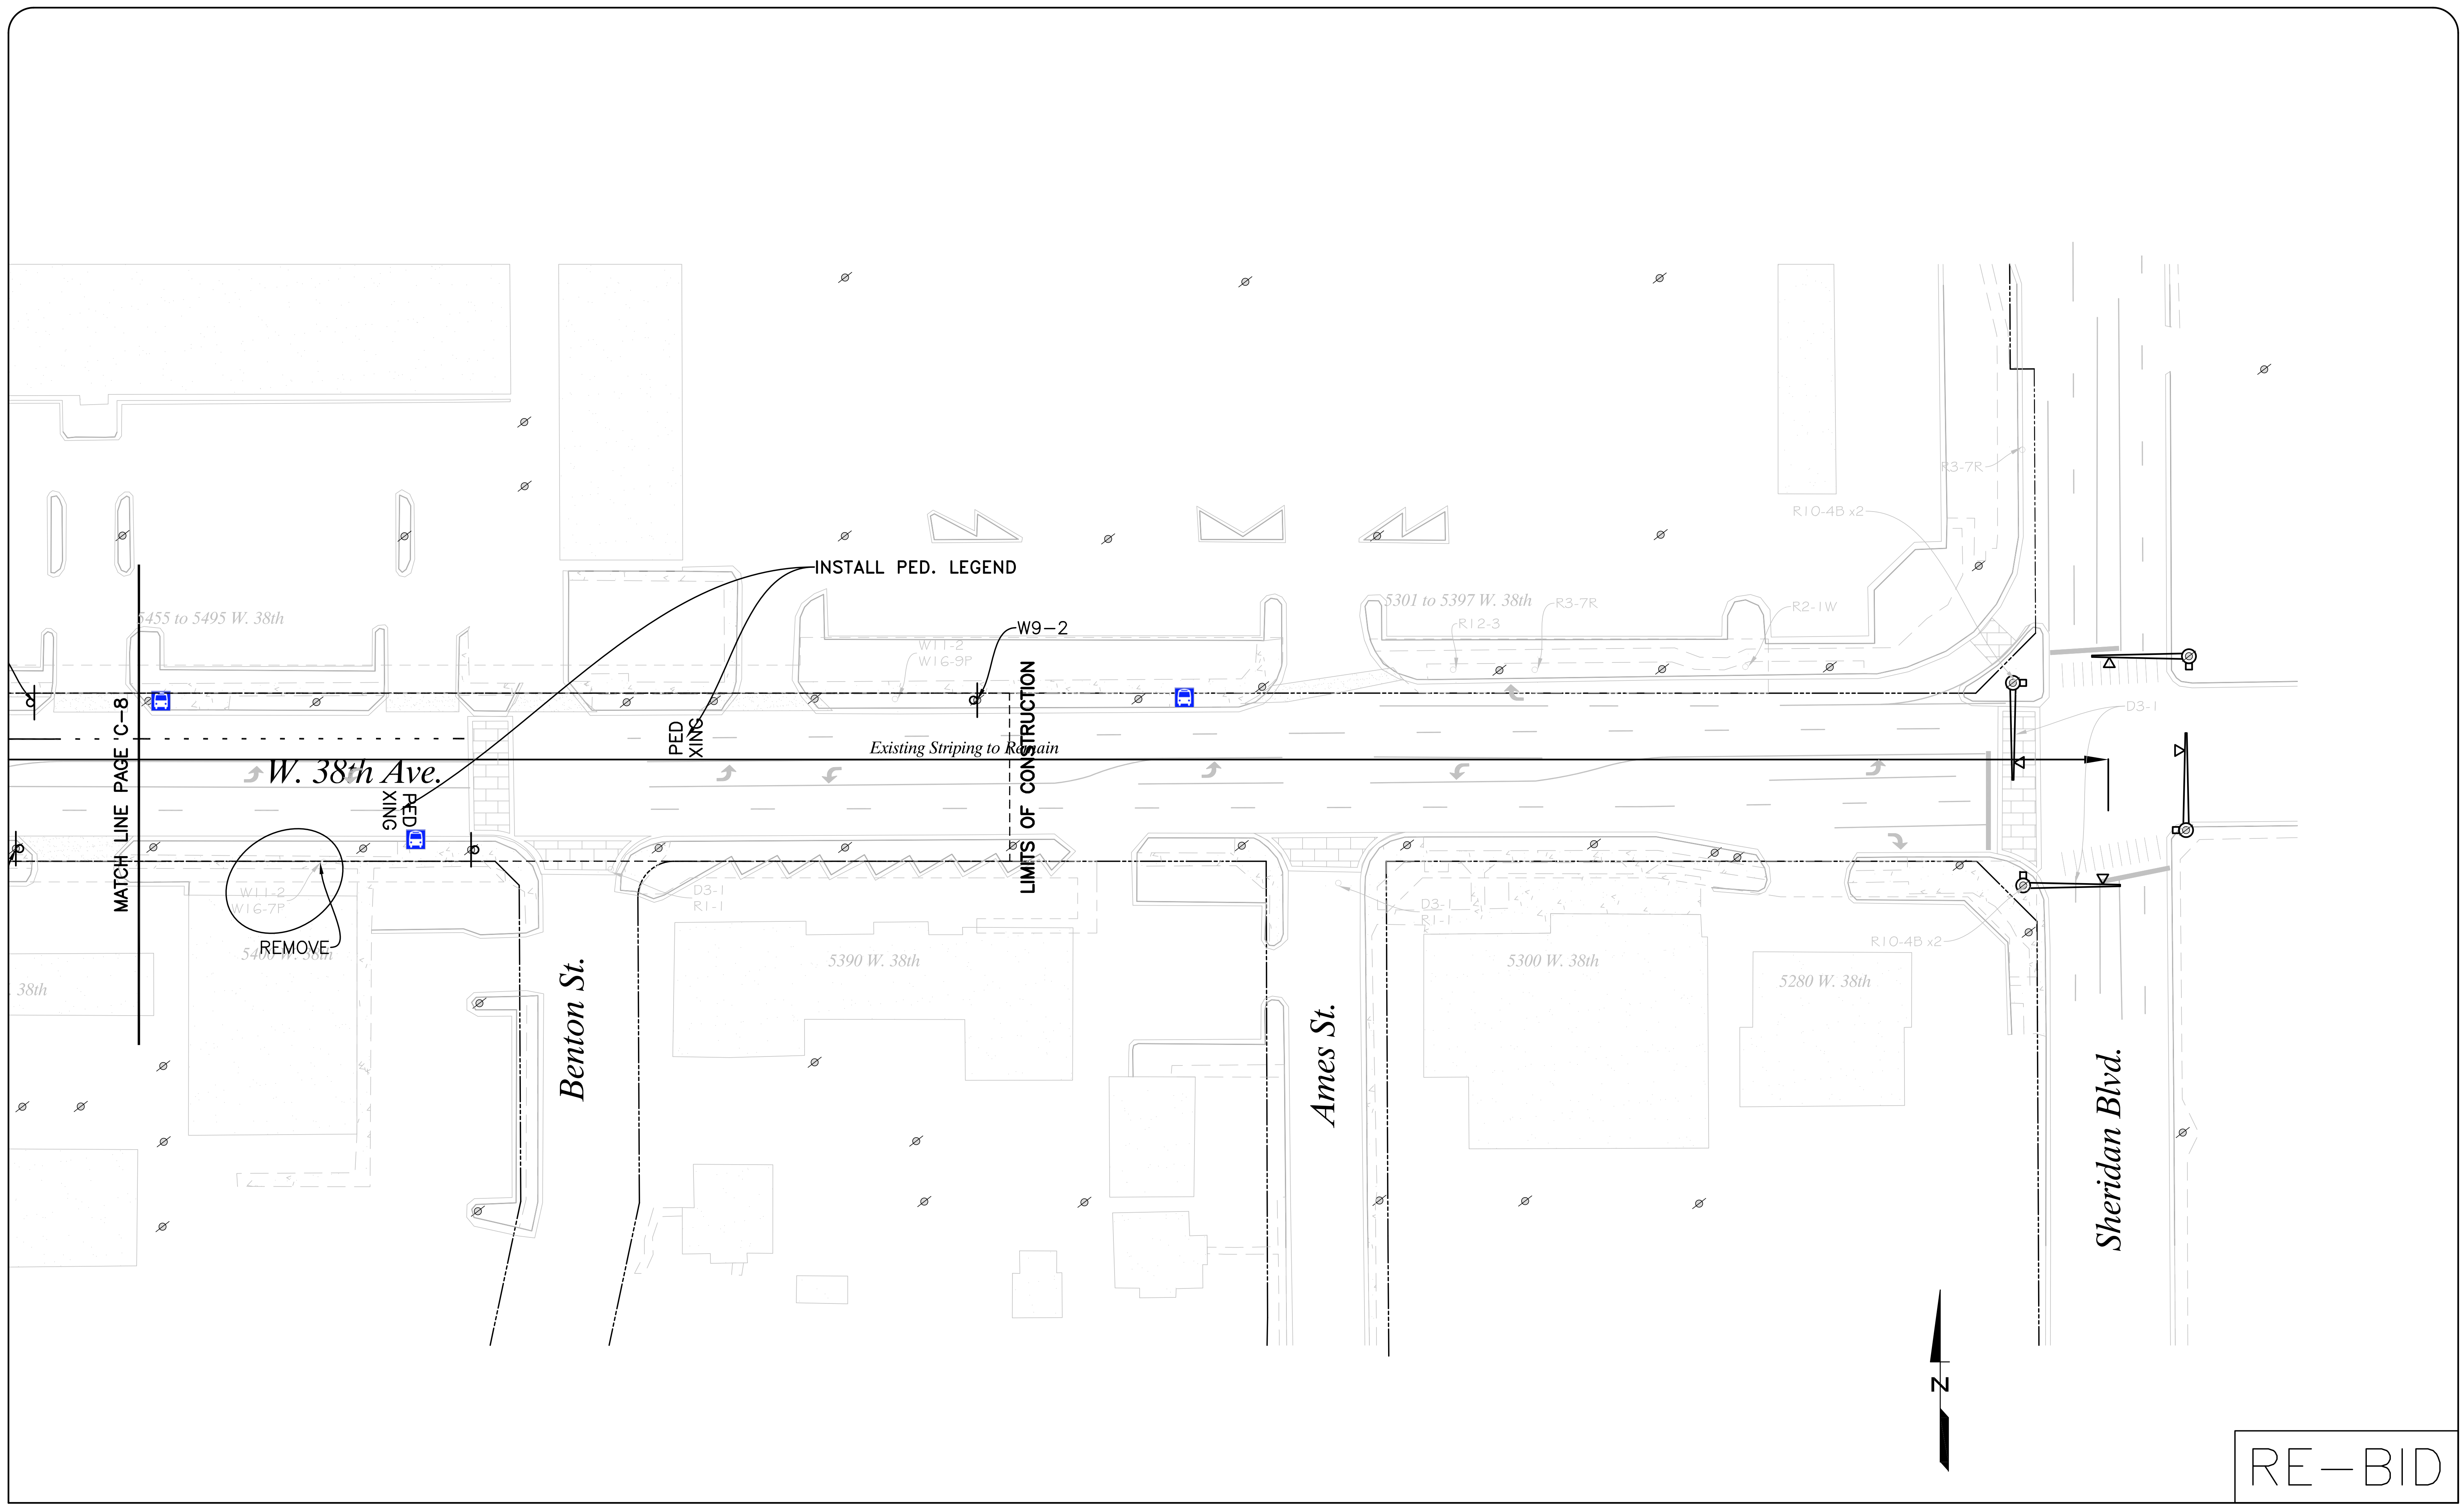 R3-7R
R10-4B x2
INSTALL PED. LEGEND
5455 to 5495 W. 38th
W9-2
5301 to 5397 W. 38th
R3-7R
R2-1W
R12-3
W11-2
W16-9P
D3-1
MATCH LINE PAGE C-8
PED
XING
Existing Striping to Remain
LIMITS OF CONSTRUCTION
W. 38th Ave.
PED
XING
W11-2
W16-7P
REMOVE
5400 W. 38th
D3-1
R1-1
D3-1
R1-1
R10-4B x2
. 38th
5390 W. 38th
5300 W. 38th
5280 W. 38th
Benton St.
Ames St.
Sheridan Blvd.
N
RE-BID